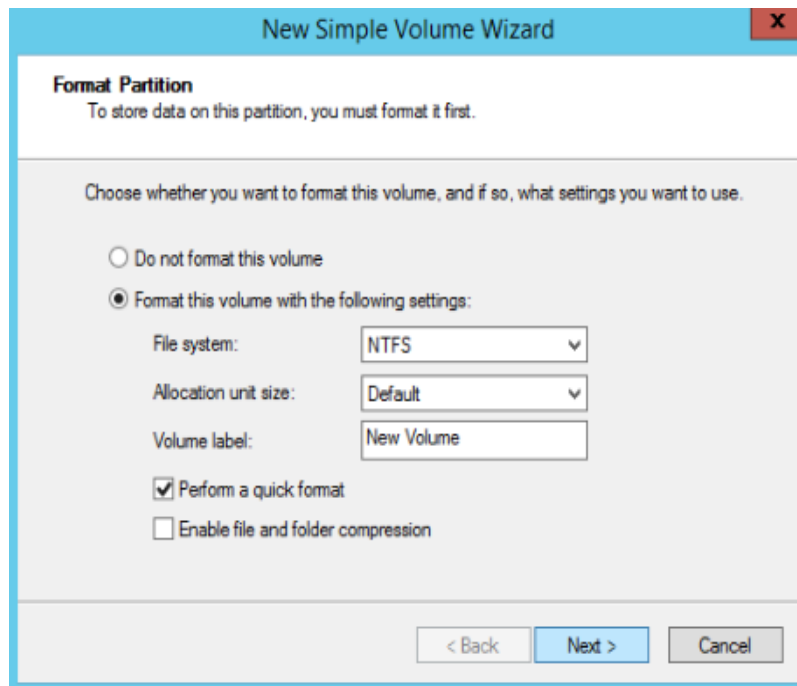 New Simple Volume Wizard
x
Format Partition
To store data on this partition, you must format it first.
Choose whether you want to format this volume, and if so, what settings you want to use.
Do not format this volume
Format this volume with the following settings:
File system: NTFS
Allocation unit size: Default
Volume label: New Volume
Perform a quick format
Enable file and folder compression
< Back Next > Cancel